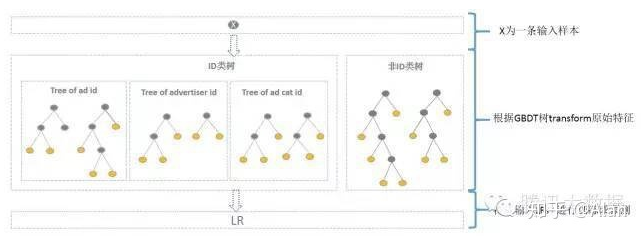 X
X为一条输入样本
ID类树
非ID类树
Tree of ad id
Tree of advertiser id
Tree of ad cat id
根据GBDT树transform原始特征
LR